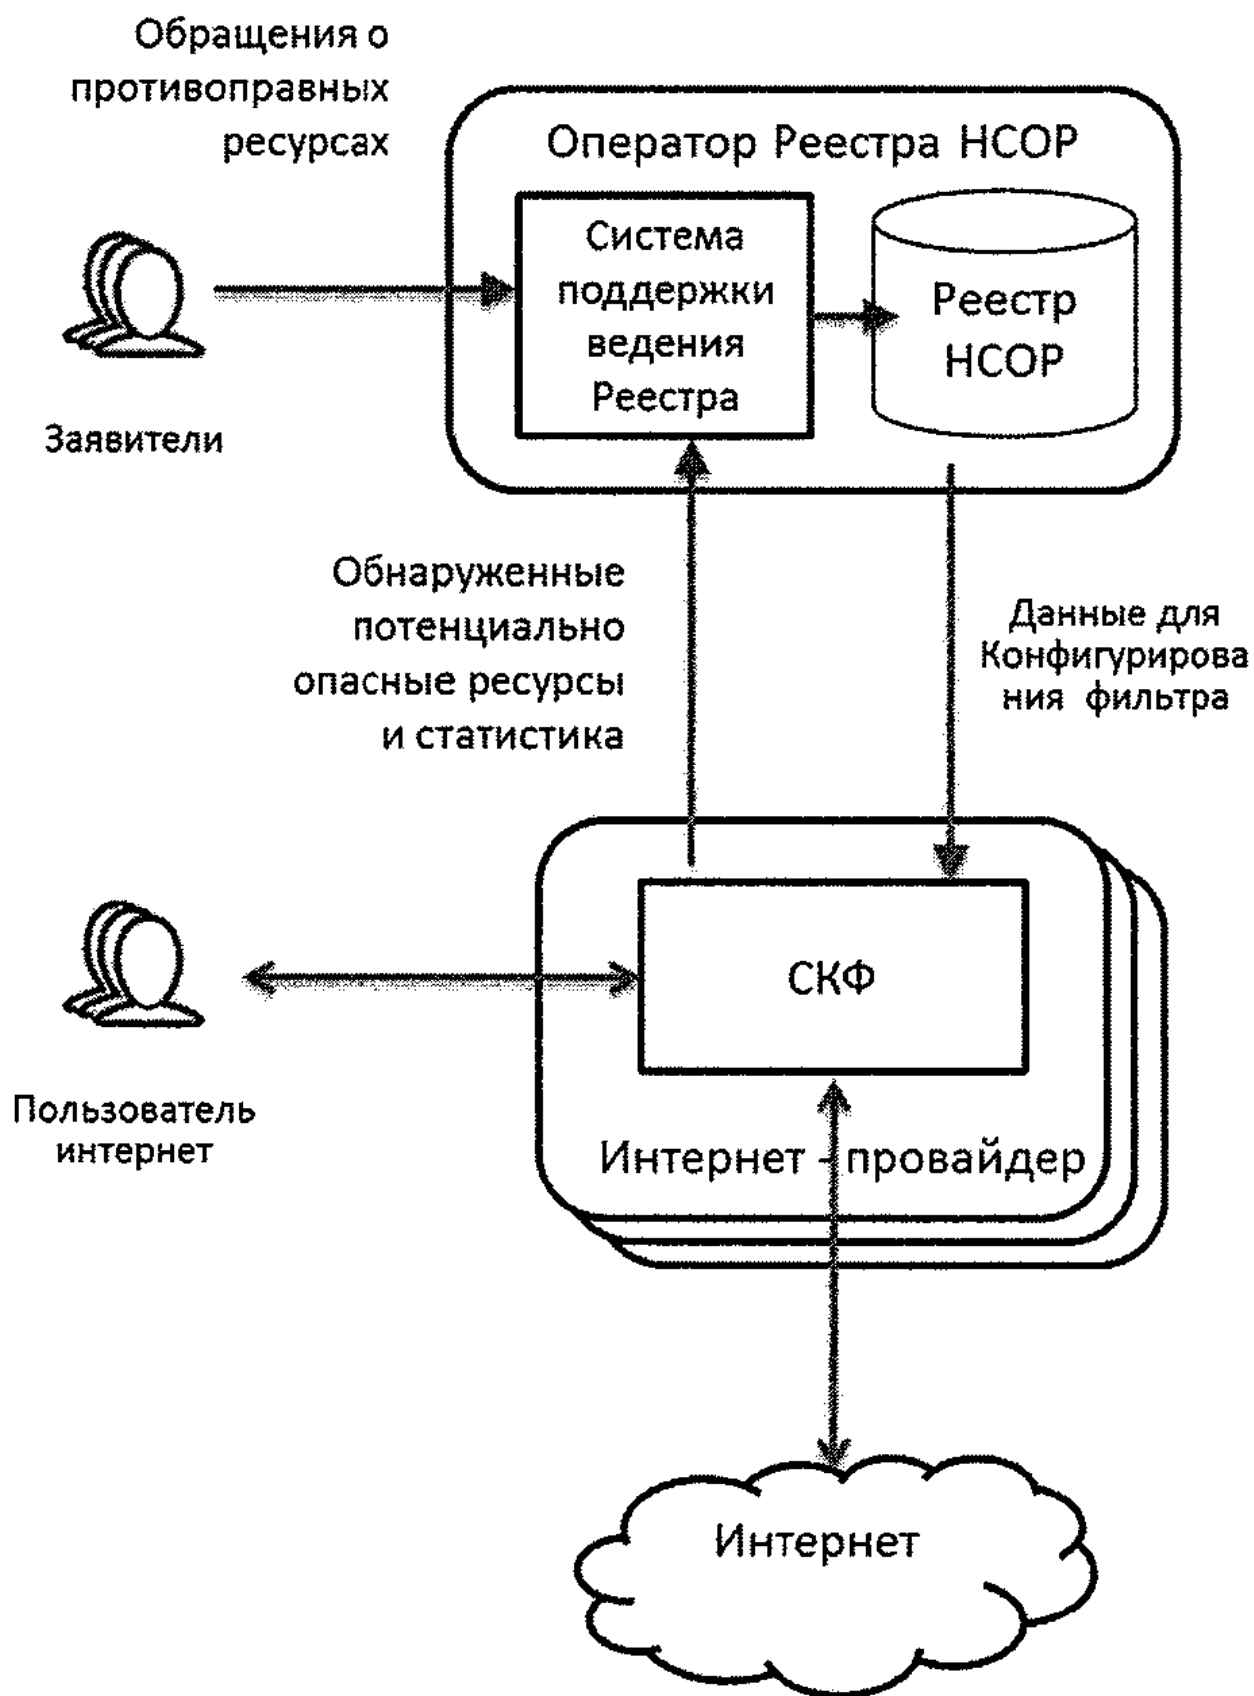 Обращения о
противоправных
ресурсах
Оператор Реестра НСОР
Система
поддержки
ведения
Реестра
Реестр
НСОР
Заявители
Обнаруженные
потенциально
опасные ресурсы
и статистика
Данные для
Конфигурирова
ния фильтра
СКФ
Пользователь
интернет
Интернет - провайдер
Интернет